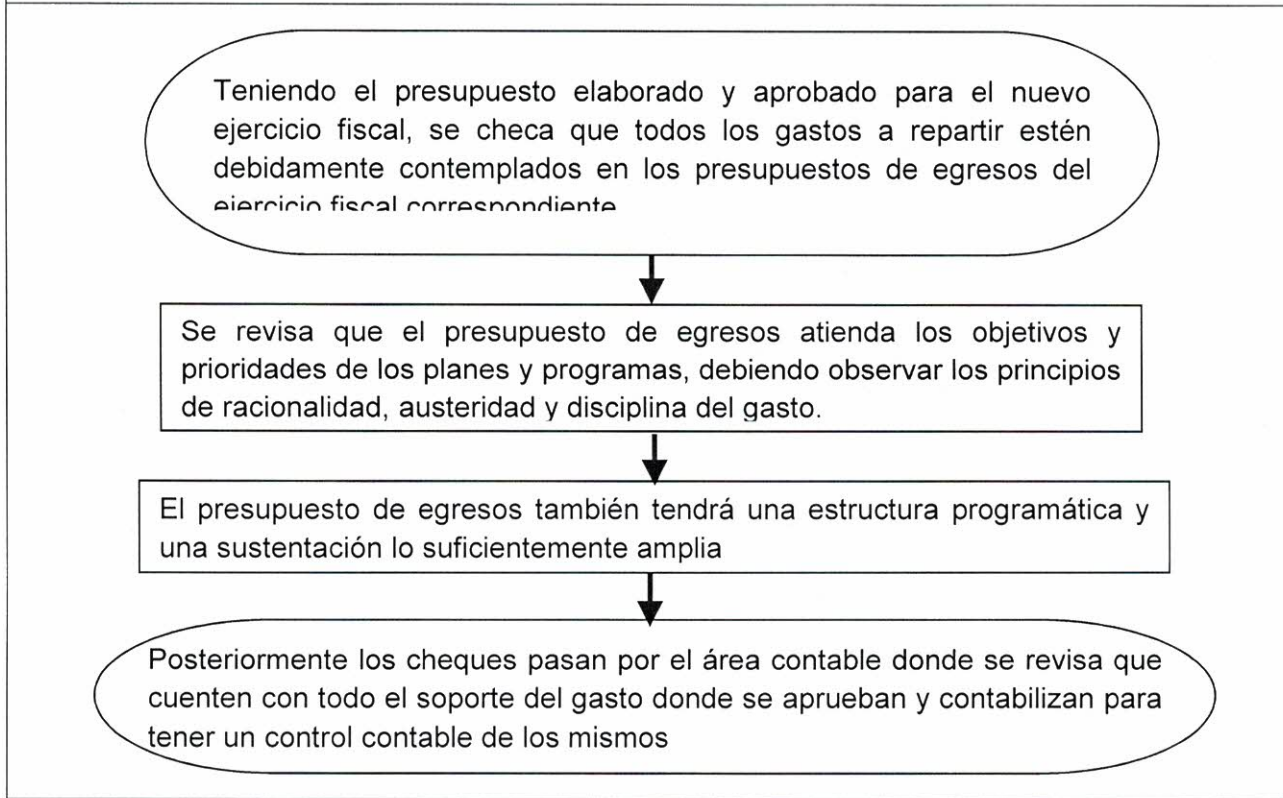 Teniendo el presupuesto elaborado y aprobado para el nuevo
ejercicio fiscal, se checa que todos los gastos a repartir estén
debidamente contemplados en los presupuestos de egresos del
ejercicio fiscal correspondiente
Se revisa que el presupuesto de egresos atienda los objetivos y
prioridades de los planes y programas, debiendo observar los principios
de racionalidad, austeridad y disciplina del gasto.
El presupuesto de egresos también tendrá una estructura programática y
una sustentación lo suficientemente amplia
Posteriormente los cheques pasan por el área contable donde se revisa que
cuenten con todo el soporte del gasto donde se aprueban y contabilizan para
tener un control contable de los mismos